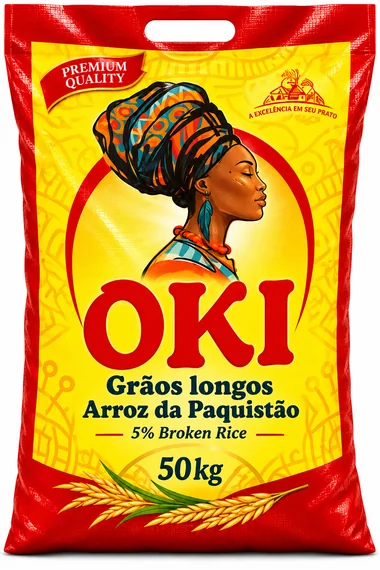 PREMIUM
QUALITY
A EXCELÊNCIA EM SEU PRATO
OKI
Grãos longos
Arroz da Paquistão
5% Broken Rice
50kg